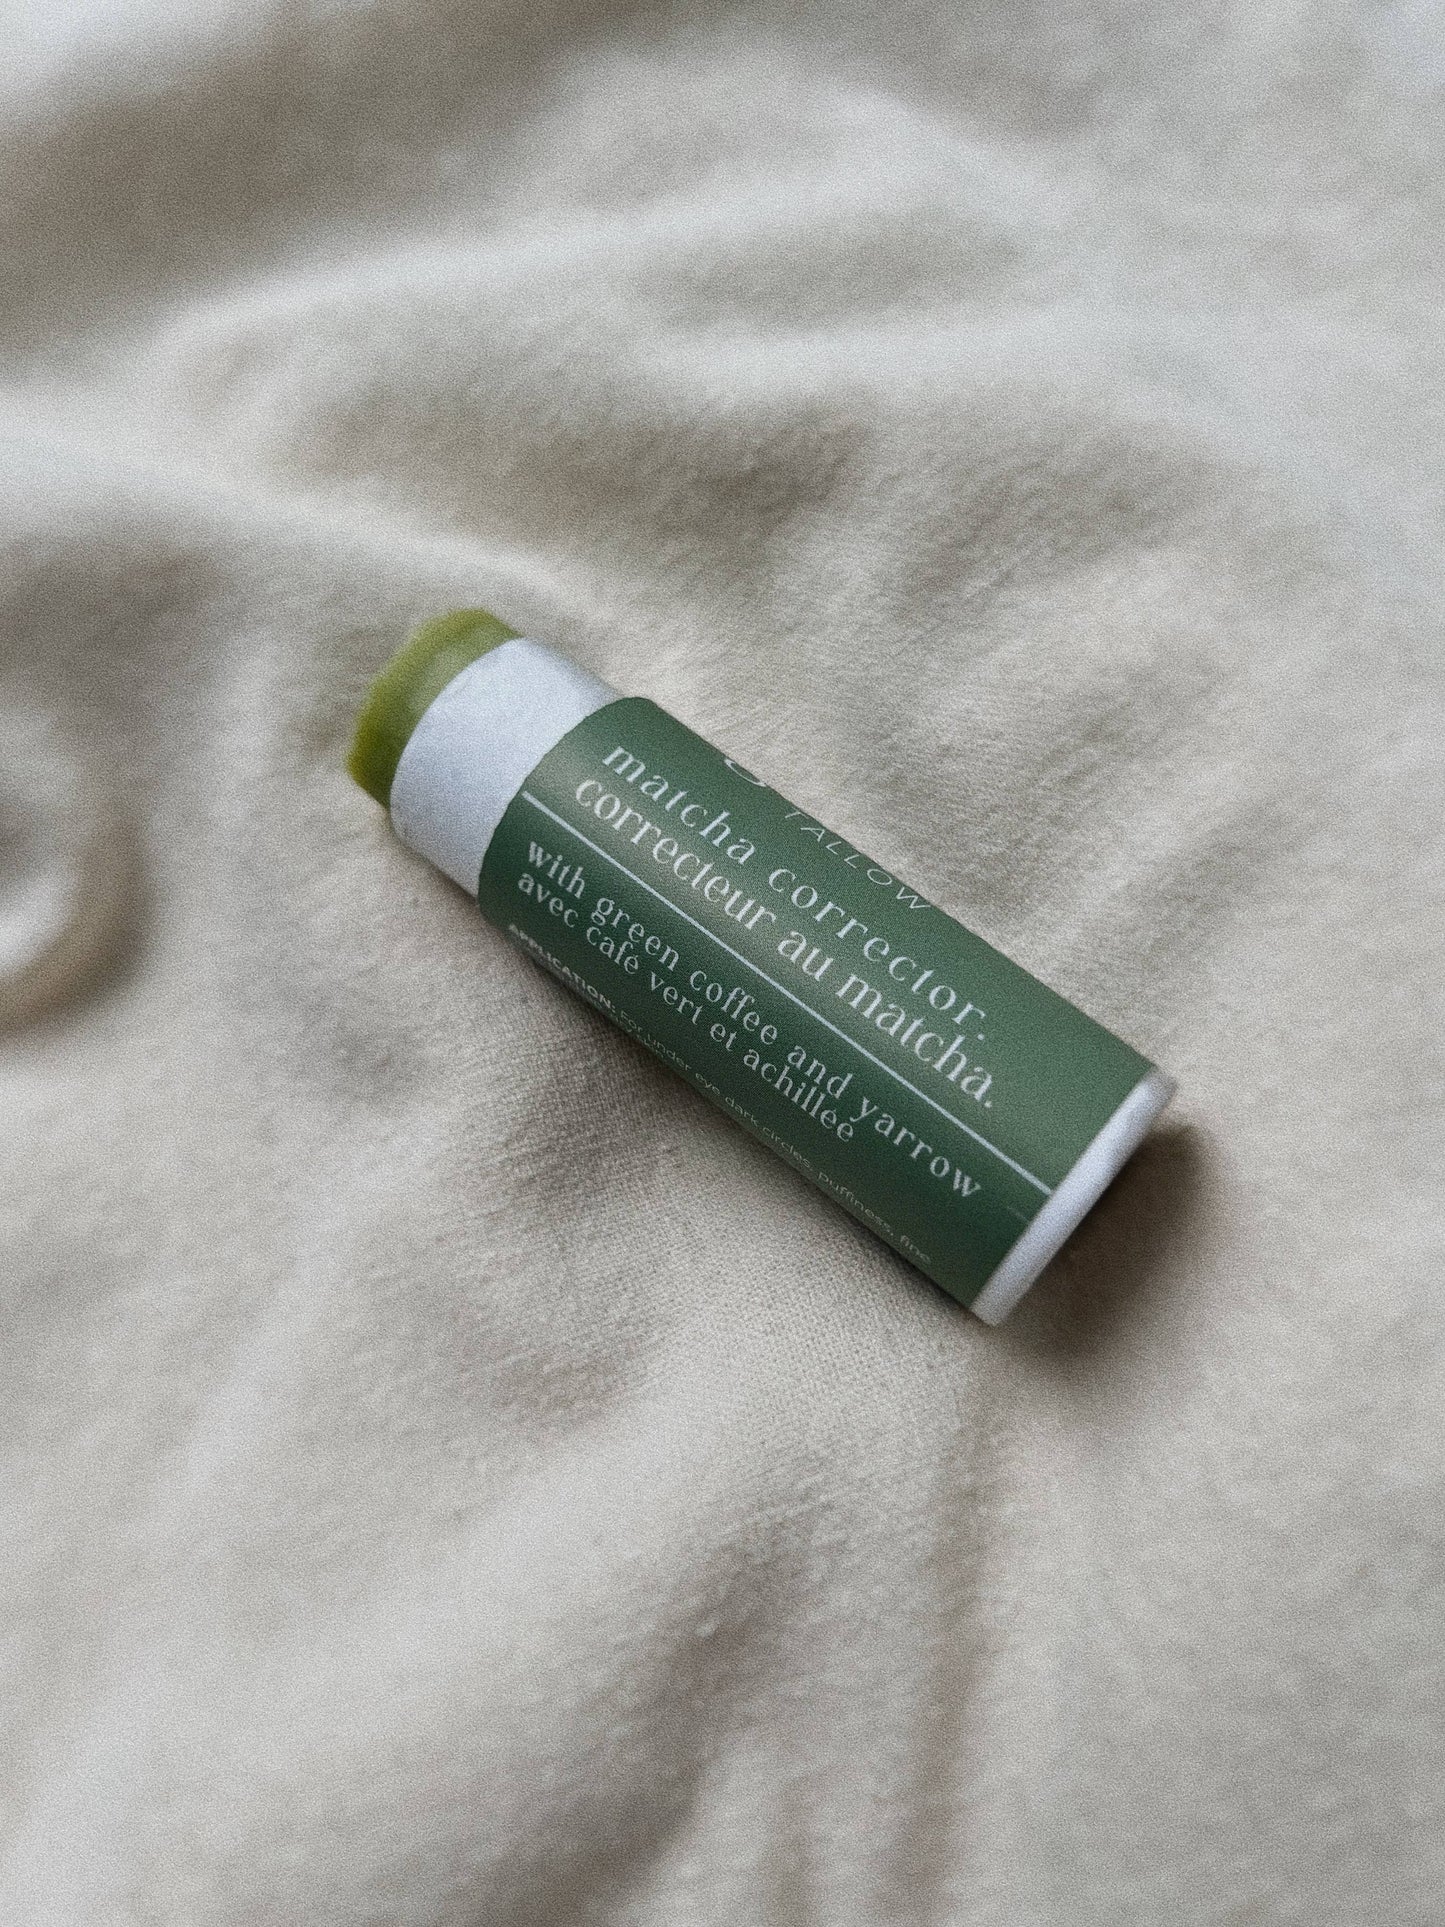 TALLOW
matcha corrector.
correcteur au matcha.
with green coffee and yarrow
avec café vert et achillée
APPLICATION: For under eye dark circles, puffiness, fine